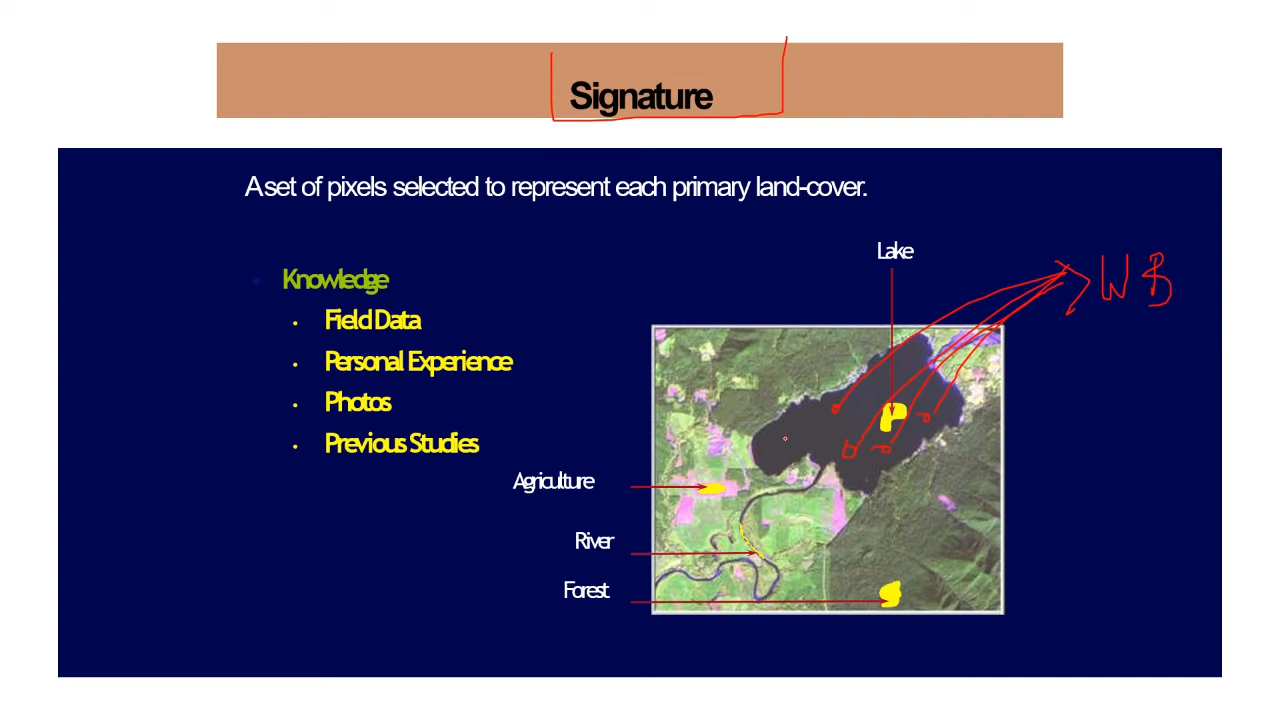 Signature
A set of pixels selected to represent each primary land-cover.
Lake
W B
• Knowledge
• Field Data
• Personal Experience
• Photos
• Previous Studies
Agriculture
River
Forest